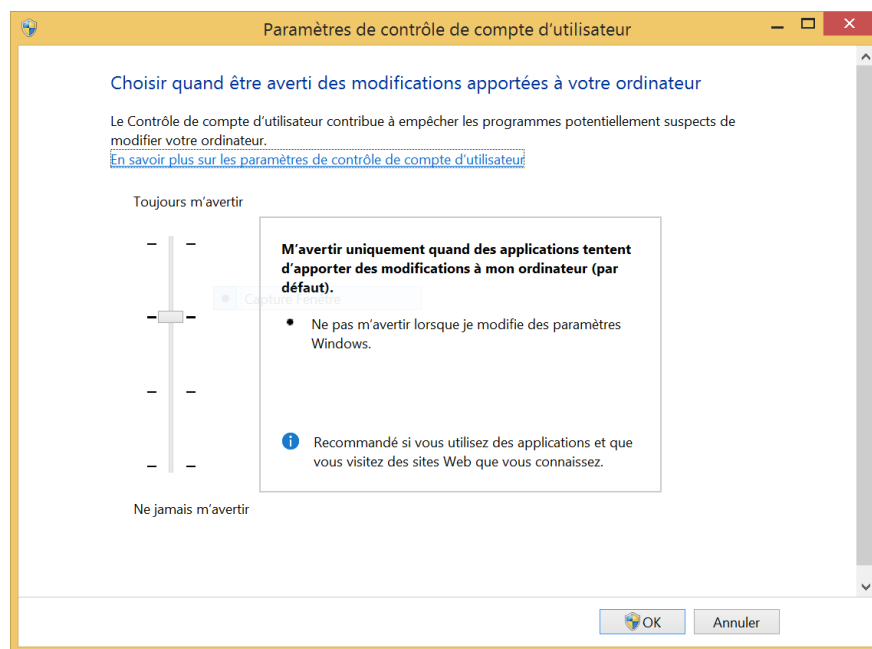 Paramètres de contrôle de compte d'utilisateur
Choisir quand être averti des modifications apportées à votre ordinateur
Le Contrôle de compte d'utilisateur contribue à empêcher les programmes potentiellement suspects de
modifier votre ordinateur.
En savoir plus sur les paramètres de contrôle de compte d'utilisateur
Toujours m'avertir
M'avertir uniquement quand des applications tentent
d'apporter des modifications à mon ordinateur (par
défaut).
Capture Fenêtre
Ne pas m'avertir lorsque je modifie des paramètres
Windows.
Recommandé si vous utilisez des applications et que
vous visitez des sites Web que vous connaissez.
Ne jamais m'avertir
OK
Annuler